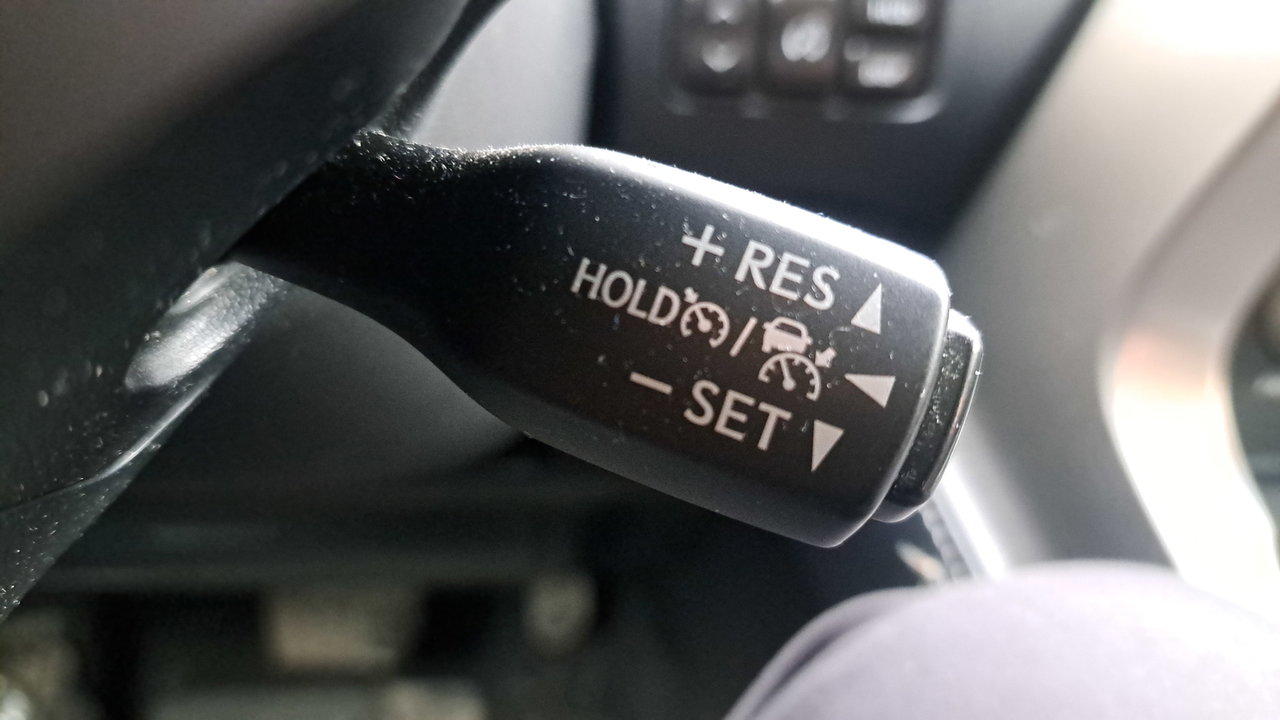 + RES
HOLD /
− SET